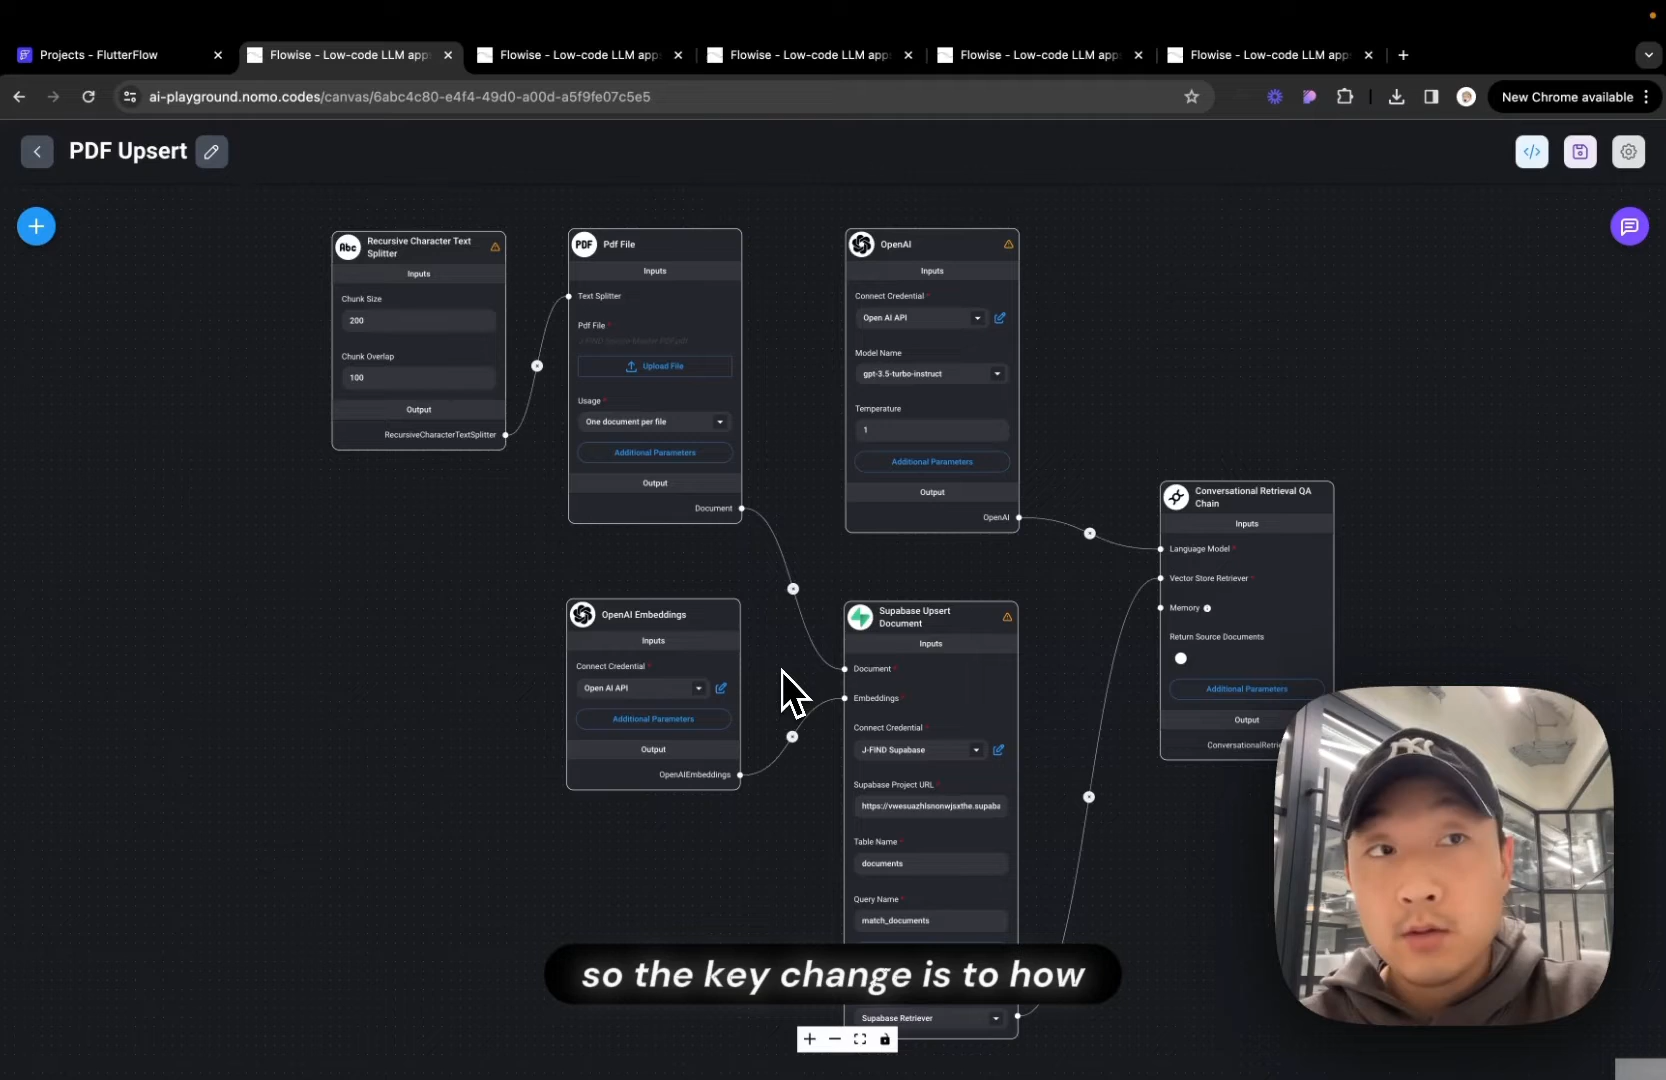 Projects - FlutterFlow
Flowise - Low-code LLM app
Flowise - Low-code LLM app
Flowise - Low-code LLM app
Flowise - Low-code LLM app
Flowise - Low-code LLM app
ai-playground.nomo.codes/canvas/6abc4c80-e4f4-49d0-a00d-a5f9fe07c5e5
New Chrome available
PDF Upsert
Abc
Recursive Character Text
Splitter
Inputs
Chunk Size
200
Chunk Overlap
100
Output
RecursiveCharacterTextSplitter
PDF
Pdf File
Inputs
Text Splitter
Pdf File *
Upload File
Usage *
One document per file
Additional Parameters
Output
Document
OpenAI
Inputs
Connect Credential *
Open AI API
Model Name
gpt-3.5-turbo-instruct
Temperature
1
Additional Parameters
Output
OpenAI
OpenAI Embeddings
Inputs
Connect Credential *
Open AI API
Additional Parameters
Output
OpenAIEmbeddings
Supabase Upsert
Document
Inputs
Document *
Embeddings *
Connect Credential *
J-FIND Supabase
Supabase Project URL *
https://vwesuazhlsnonwjsxthe.supaba
Table Name *
documents
Query Name *
match_documents
Supabase Retriever
Conversational Retrieval QA
Chain
Inputs
Language Model *
Vector Store Retriever *
Memory
Return Source Documents
Additional Parameters
Output
ConversationalRetrie
so the key change is to how